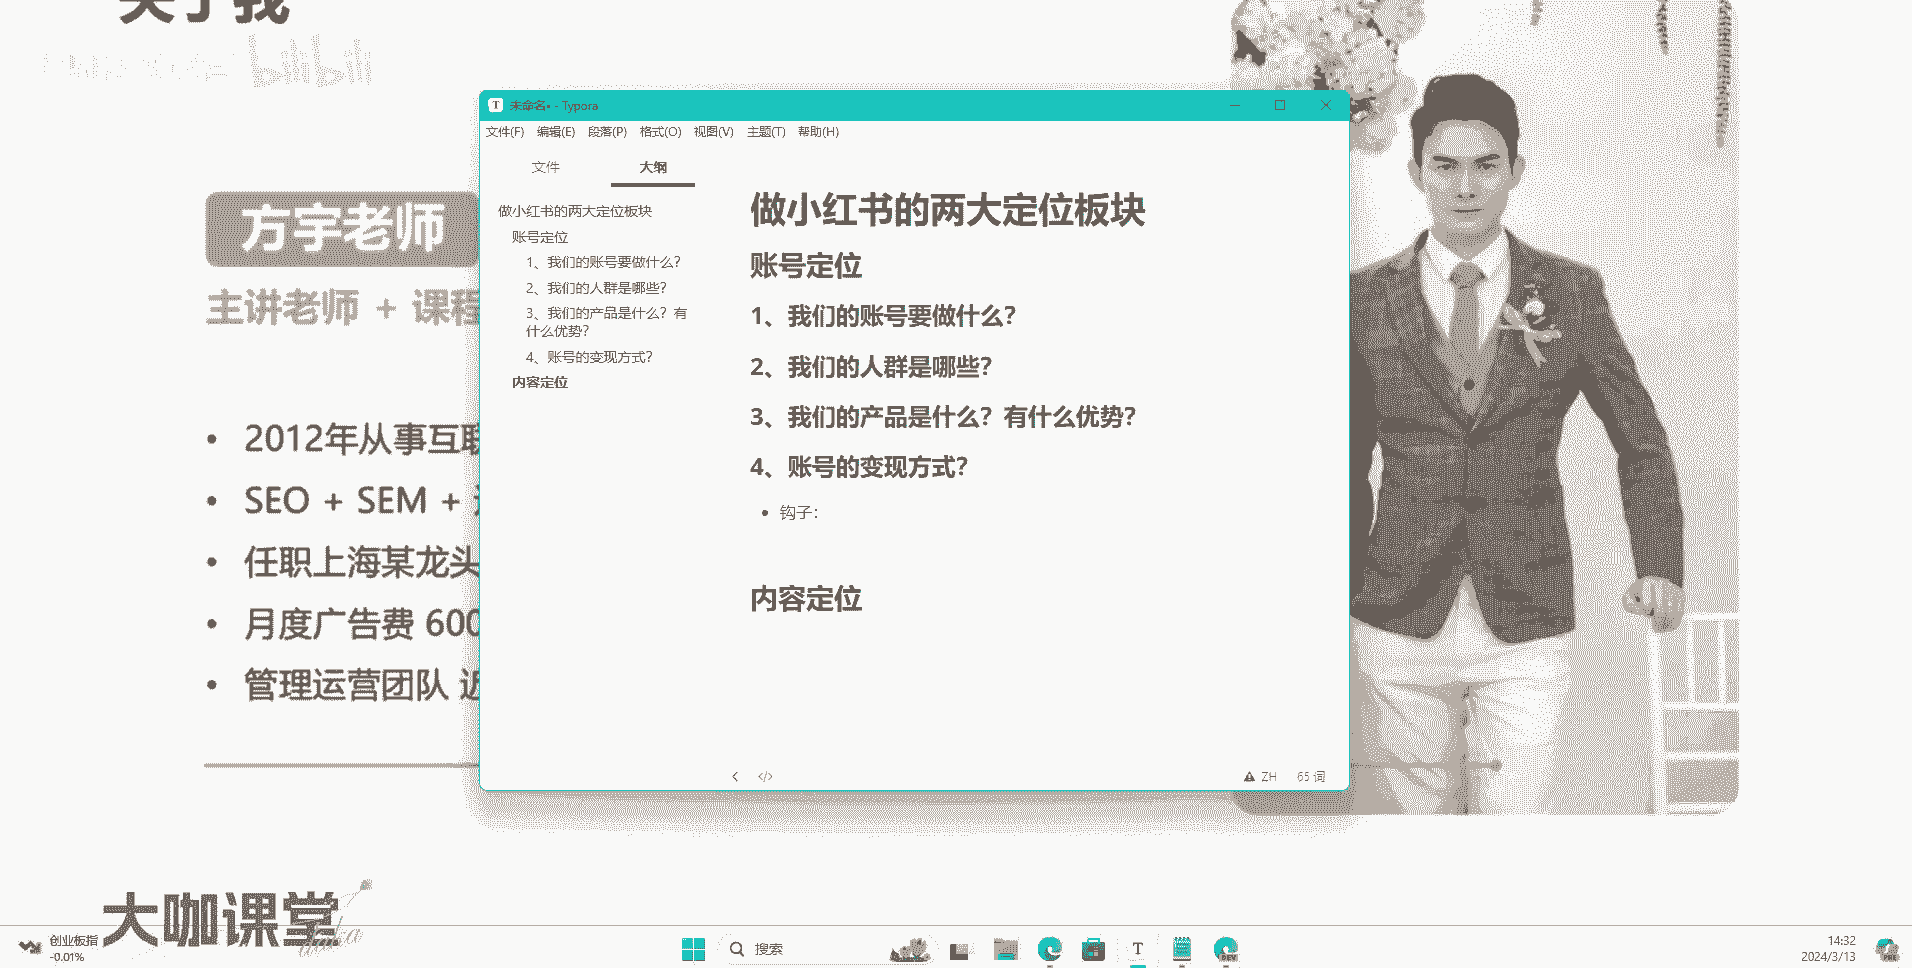 关于我
bilibili
方宇老师
主讲老师 + 课程
• 2012年从事互联
• SEO + SEM +
• 任职上海某龙头
• 月度广告费 600
• 管理运营团队 近
未命名• - Typora
文件(F) 编辑(E) 段落(P) 格式(O) 视图(V) 主题(T) 帮助(H)
文件 大纲
做小红书的两大定位板块
账号定位
1、我们的账号要做什么？
2、我们的人群是哪些？
3、我们的产品是什么？有
什么优势？
4、账号的变现方式？
内容定位
做小红书的两大定位板块
账号定位
1、我们的账号要做什么？
2、我们的人群是哪些？
3、我们的产品是什么？有什么优势？
4、账号的变现方式？
• 钩子：
内容定位
</> ZH 65 词
大咖课堂
daka
创业板指
-0.01%
搜索
T
DEV
14:32
2024/3/13
PRE